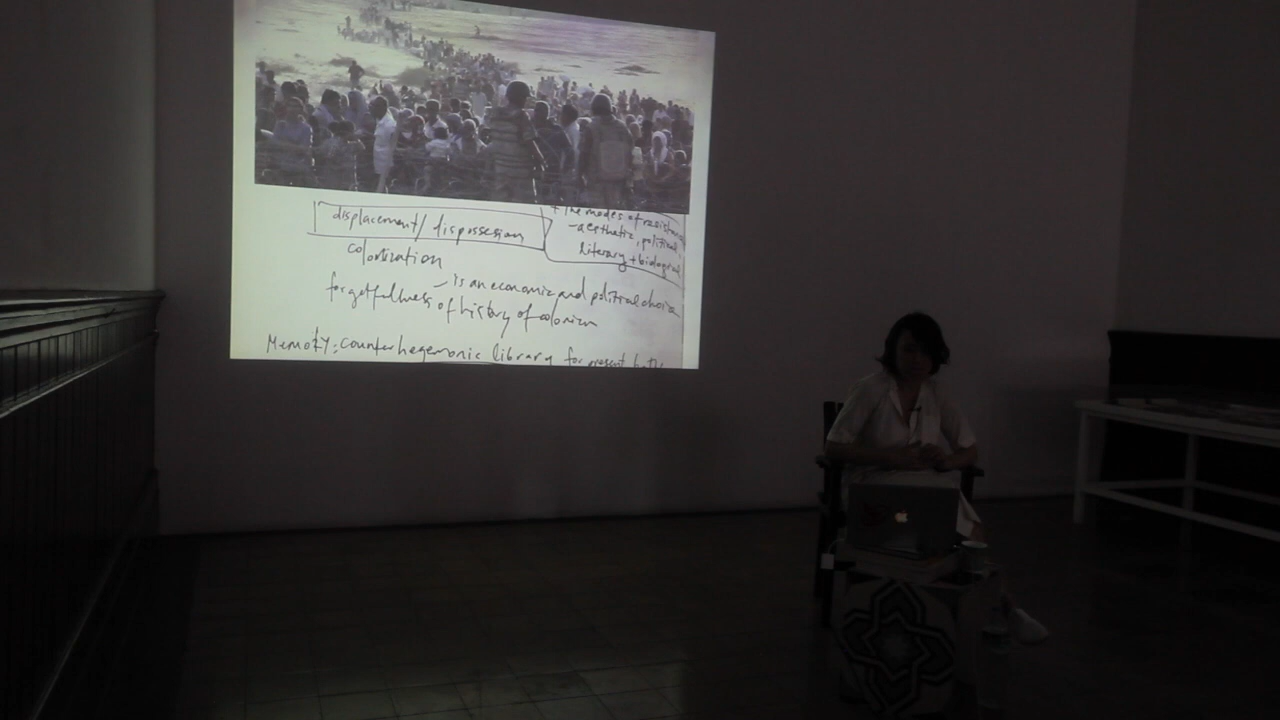 displacement/ dispossession
colonization
+ The modes of resistance
- aesthetic, political,
literary + biological
— is an economic and political choice
forgetfulness of history of
Memory: counterhegemonic library for present